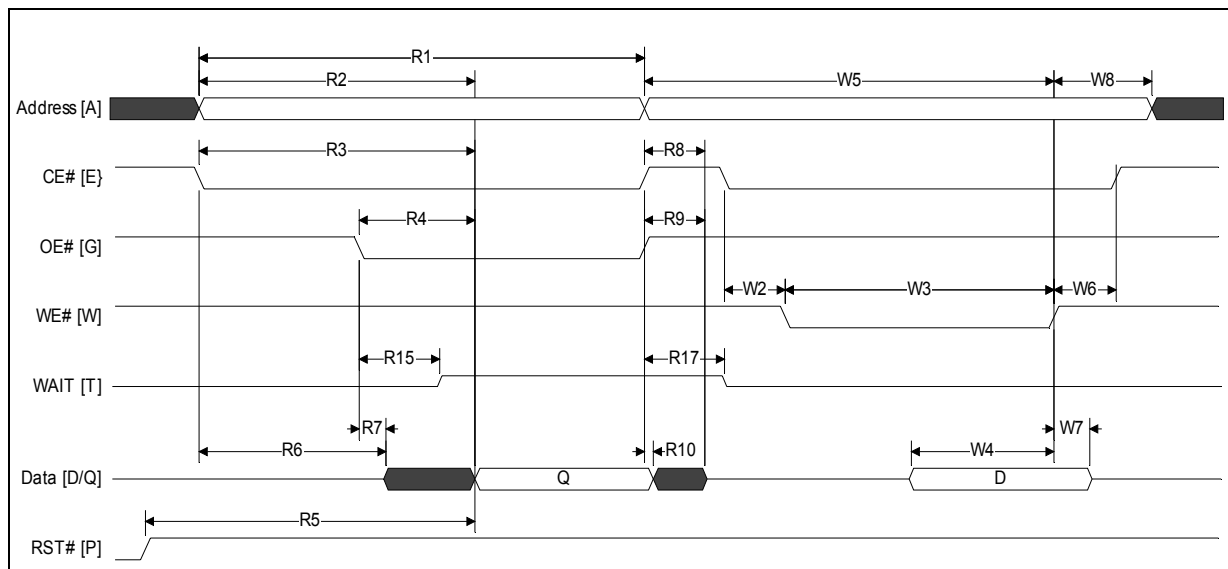 R1
R2 W5 W8
Address [A]
R3 R8
CE# [E}
R4 R9
OE# [G]
W2 W3 W6
WE# [W]
R15 R17
WAIT [T]
R7 W7
R6 R10 W4
Data [D/Q] Q D
R5
RST# [P]